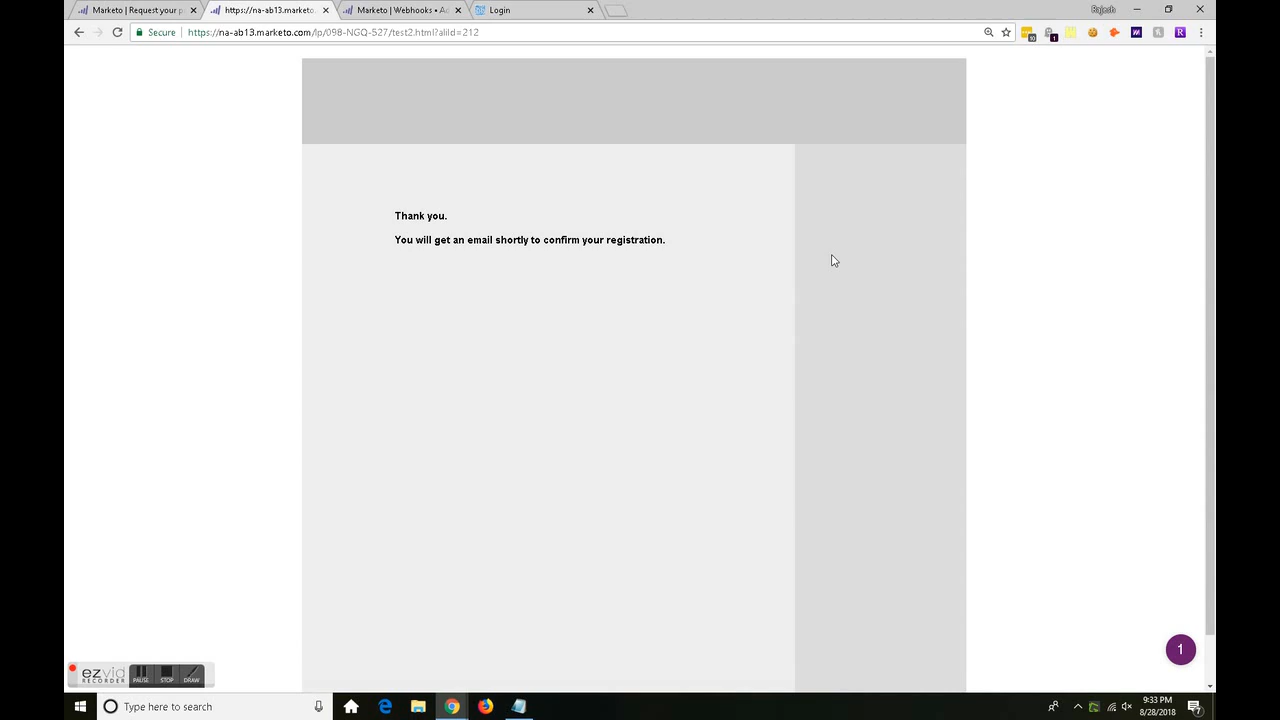 Marketo | Request your p
https://na-ab13.marketo.
Marketo | Webhooks • Ad
Login
Rajesh
Secure
https://na-ab13.marketo.com/lp/098-NGQ-527/test2.html?aliId=212
10
1
Thank you.
You will get an email shortly to confirm your registration.
1
ezvid
RECORDER
PAUSE
STOP
DRAW
Type here to search
9:33 PM
8/28/2018